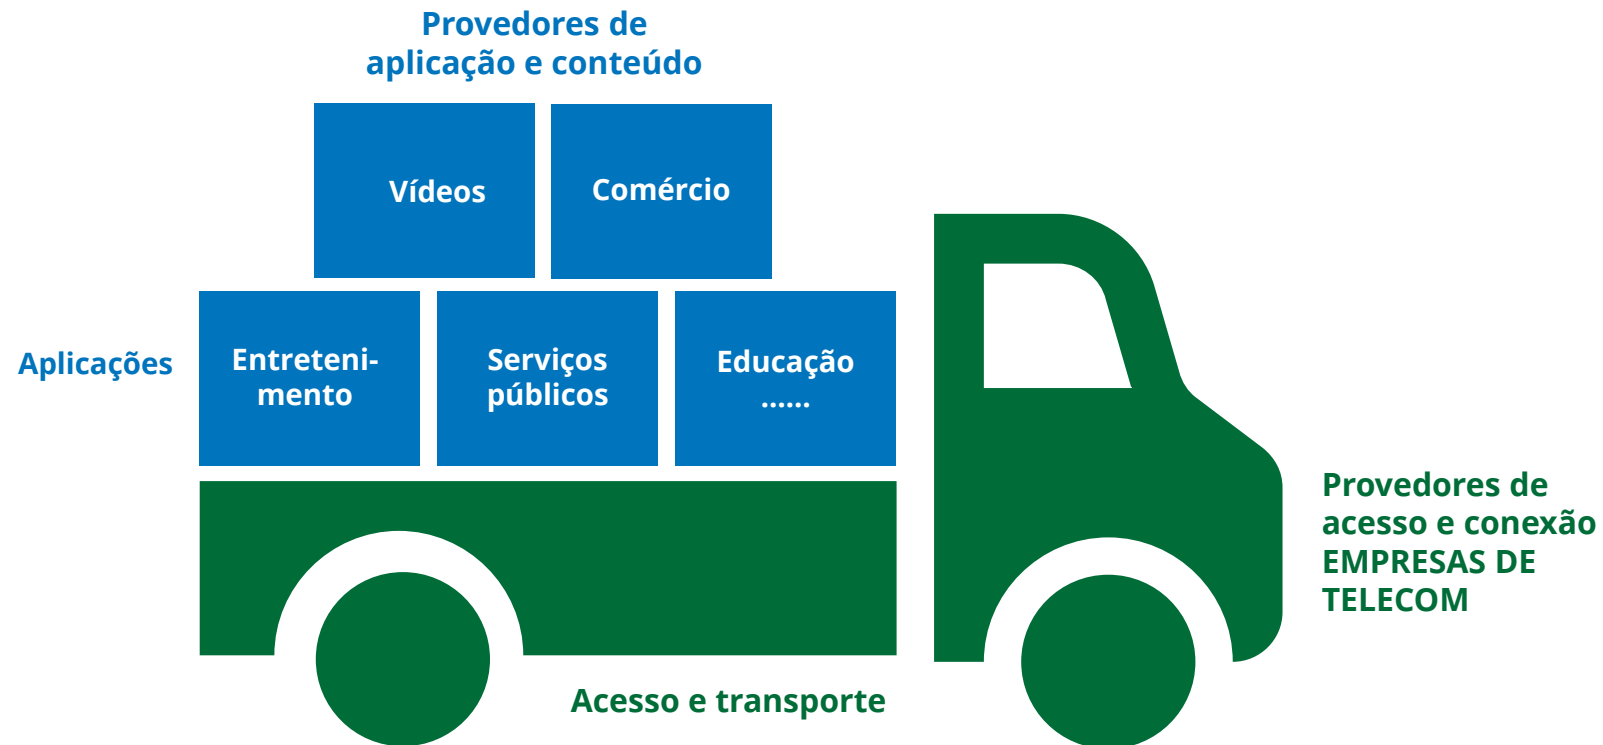 Provedores de
aplicação e conteúdo
Vídeos
Comércio
Aplicações
Entreteni-
mento
Serviços
públicos
Educação
......
Provedores de
acesso e conexão
EMPRESAS DE
TELECOM
Acesso e transporte